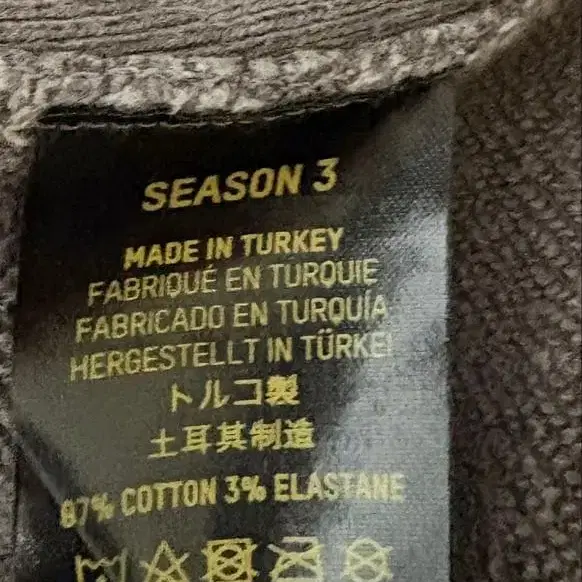 SEASON 3
MADE IN TURKEY
FABRIQUÉ EN TURQUIE
FABRICADO EN TURQUÍA
HERGESTELLT IN TÜRKEI
トルコ製
土耳其制造
97% COTTON 3% ELASTANE